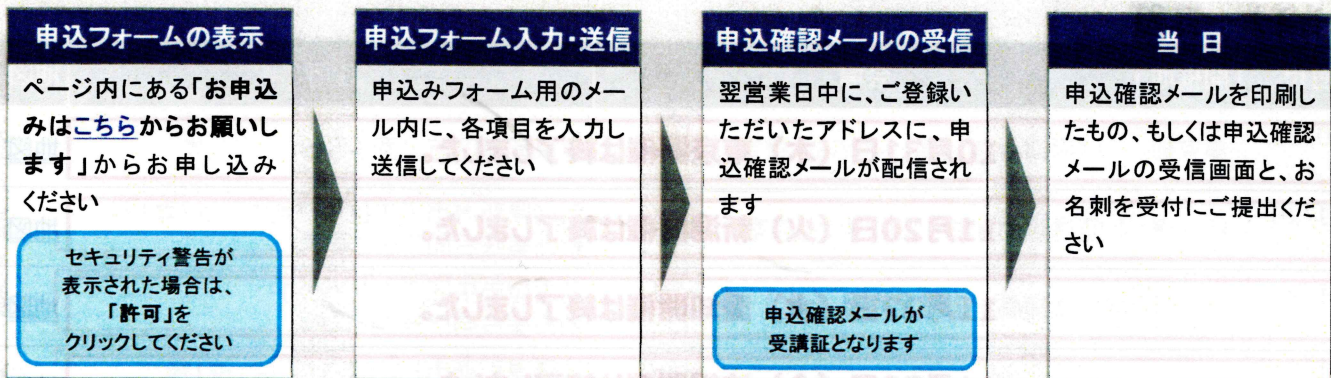 申込フォームの表示
ページ内にある「お申込
みはこちらからお願いし
ます」からお申し込み
ください
セキュリティ警告が
表示された場合は、
「許可」を
クリックしてください
申込フォーム入力・送信
申込みフォーム用のメー
ル内に、各項目を入力し
送信してください
申込確認メールの受信
翌営業日中に、ご登録い
ただいたアドレスに、申
込確認メールが配信され
ます
申込確認メールが
受講証となります
当 日
申込確認メールを印刷し
たもの、もしくは申込確認
メールの受信画面と、お
名刺を受付にご提出くだ
さい